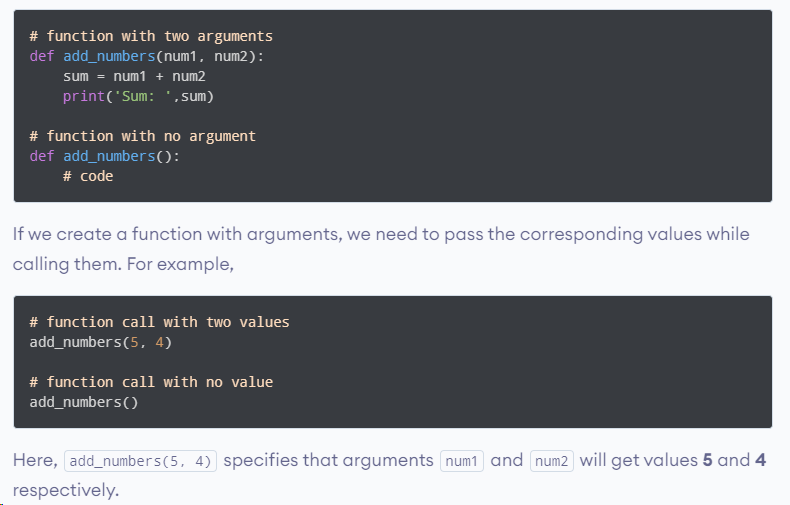 # function with two arguments
def add_numbers(num1, num2):
    sum = num1 + num2
    print('Sum: ',sum)
# function with no argument
def add_numbers():
    # code
If we create a function with arguments, we need to pass the corresponding values while
calling them. For example,
# function call with two values
add_numbers(5, 4)
# function call with no value
add_numbers()
Here, add_numbers(5, 4) specifies that arguments num1 and num2 will get values 5 and 4
respectively.